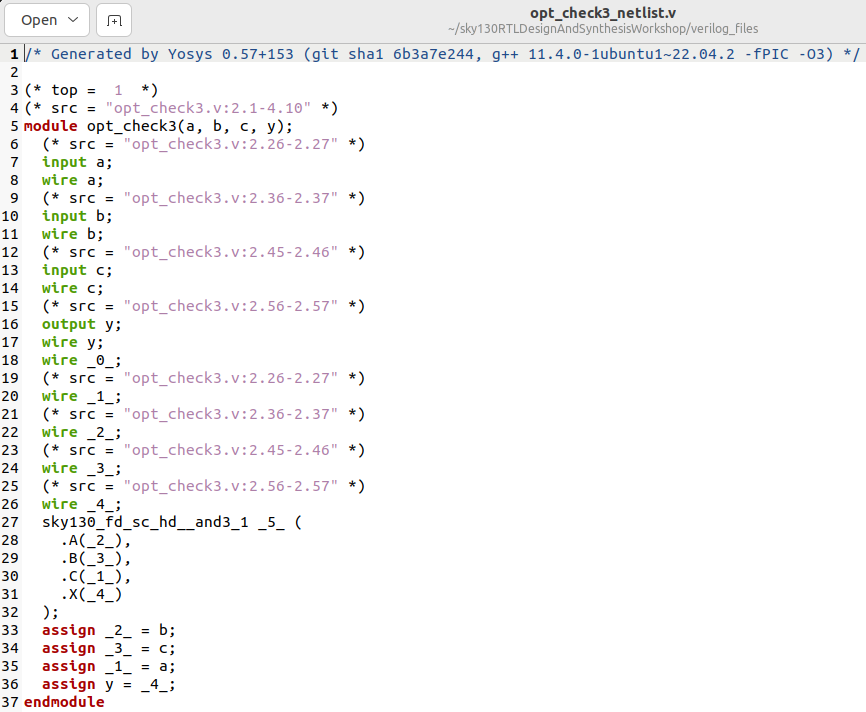 Open
opt_check3_netlist.v
~/sky130RTLDesignAndSynthesisWorkshop/verilog_files
1 /* Generated by Yosys 0.57+153 (git sha1 6b3a7e244, g++ 11.4.0-1ubuntu1~22.04.2 -fPIC -O3) */
2
3 (* top =  1  *)
4 (* src = "opt_check3.v:2.1-4.10" *)
5 module opt_check3(a, b, c, y);
6   (* src = "opt_check3.v:2.26-2.27" *)
7   input a;
8   wire a;
9   (* src = "opt_check3.v:2.36-2.37" *)
10   input b;
11   wire b;
12   (* src = "opt_check3.v:2.45-2.46" *)
13   input c;
14   wire c;
15   (* src = "opt_check3.v:2.56-2.57" *)
16   output y;
17   wire y;
18   wire _0_;
19   (* src = "opt_check3.v:2.26-2.27" *)
20   wire _1_;
21   (* src = "opt_check3.v:2.36-2.37" *)
22   wire _2_;
23   (* src = "opt_check3.v:2.45-2.46" *)
24   wire _3_;
25   (* src = "opt_check3.v:2.56-2.57" *)
26   wire _4_;
27   sky130_fd_sc_hd__and3_1 _5_ (
28     .A(_2_),
29     .B(_3_),
30     .C(_1_),
31     .X(_4_)
32   );
33   assign _2_ = b;
34   assign _3_ = c;
35   assign _1_ = a;
36   assign y = _4_;
37 endmodule